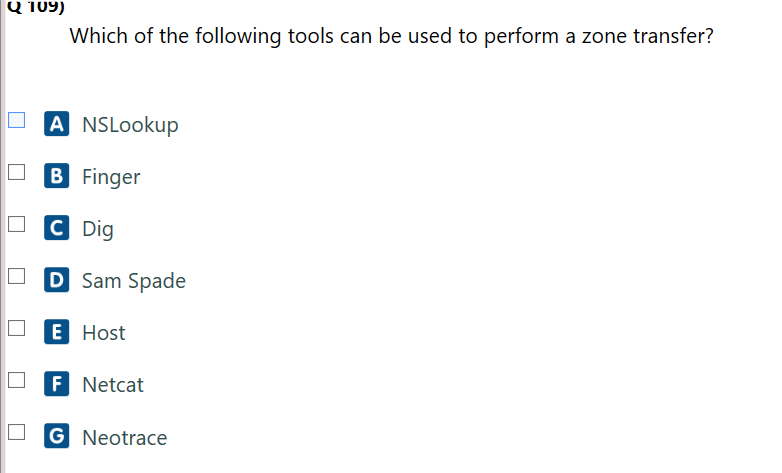 Q 109)
Which of the following tools can be used to perform a zone transfer?
A NSLookup
B Finger
C Dig
D Sam Spade
E Host
F Netcat
G Neotrace